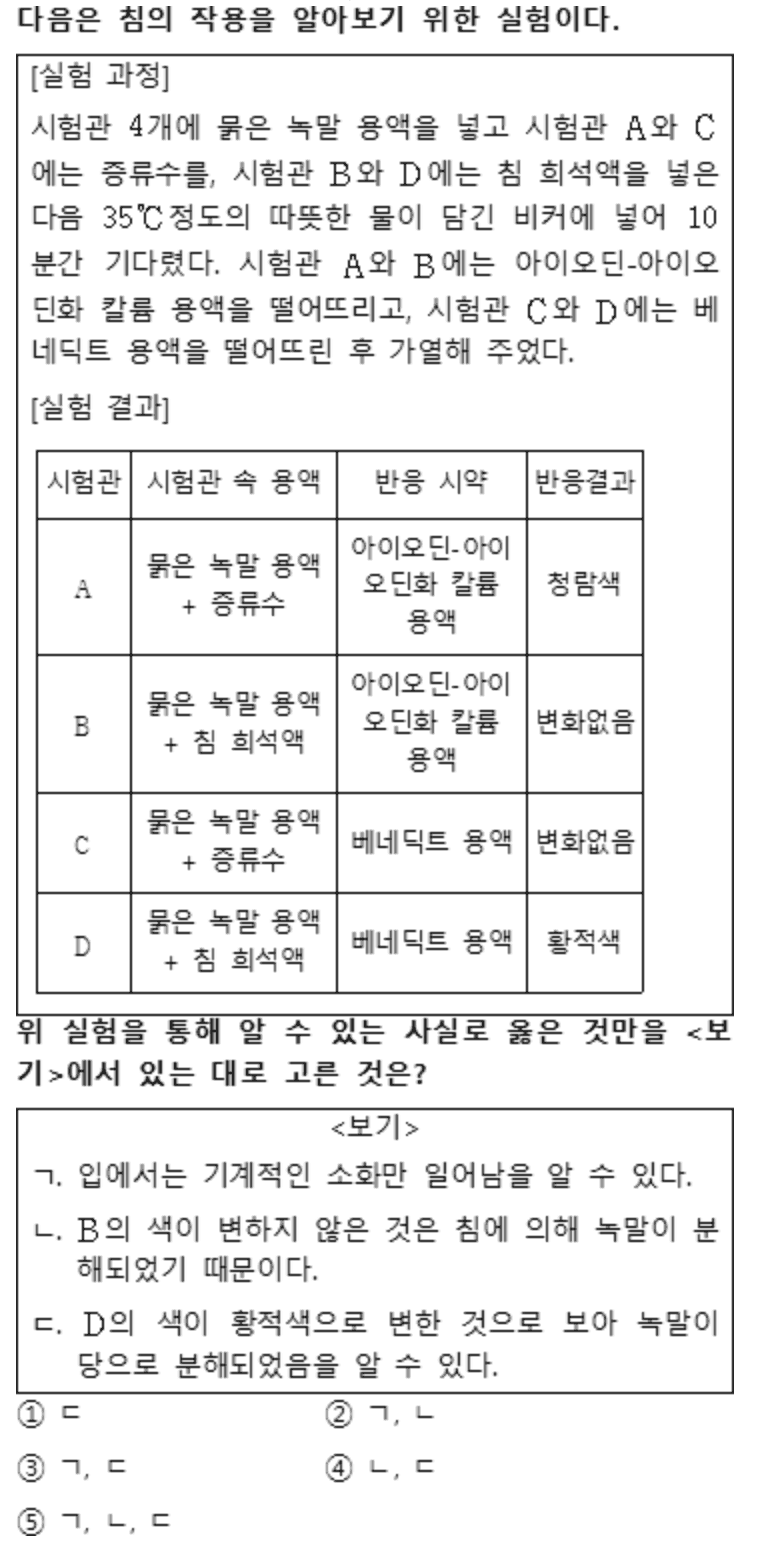 다음은 침의 작용을 알아보기 위한 실험이다.
[실험 과정]
시험관 4개에 묽은 녹말 용액을 넣고 시험관 A와 C
에는 증류수를, 시험관 B와 D에는 침 희석액을 넣은
다음 35℃정도의 따뜻한 물이 담긴 비커에 넣어 10
분간 기다렸다. 시험관 A와 B에는 아이오딘-아이오
딘화 칼륨 용액을 떨어뜨리고, 시험관 C와 D에는 베
네딕트 용액을 떨어뜨린 후 가열해 주었다.
[실험 결과]
시험관 시험관 속 용액 반응 시약 반응결과
A
묽은 녹말 용액
+ 증류수
아이오딘-아이
오딘화 칼륨
용액
청람색
B
묽은 녹말 용액
+ 침 희석액
아이오딘-아이
오딘화 칼륨
용액
변화없음
C
묽은 녹말 용액
+ 증류수
베네딕트 용액
변화없음
D
묽은 녹말 용액
+ 침 희석액
베네딕트 용액
황적색
위 실험을 통해 알 수 있는 사실로 옳은 것만을 <보
기>에서 있는 대로 고른 것은?
<보기>
ㄱ. 입에서는 기계적인 소화만 일어남을 알 수 있다.
ㄴ. B의 색이 변하지 않은 것은 침에 의해 녹말이 분
해되었기 때문이다.
ㄷ. D의 색이 황적색으로 변한 것으로 보아 녹말이
당으로 분해되었음을 알 수 있다.
① ㄷ ② ㄱ, ㄴ
③ ㄱ, ㄷ ④ ㄴ, ㄷ
⑤ ㄱ, ㄴ, ㄷ